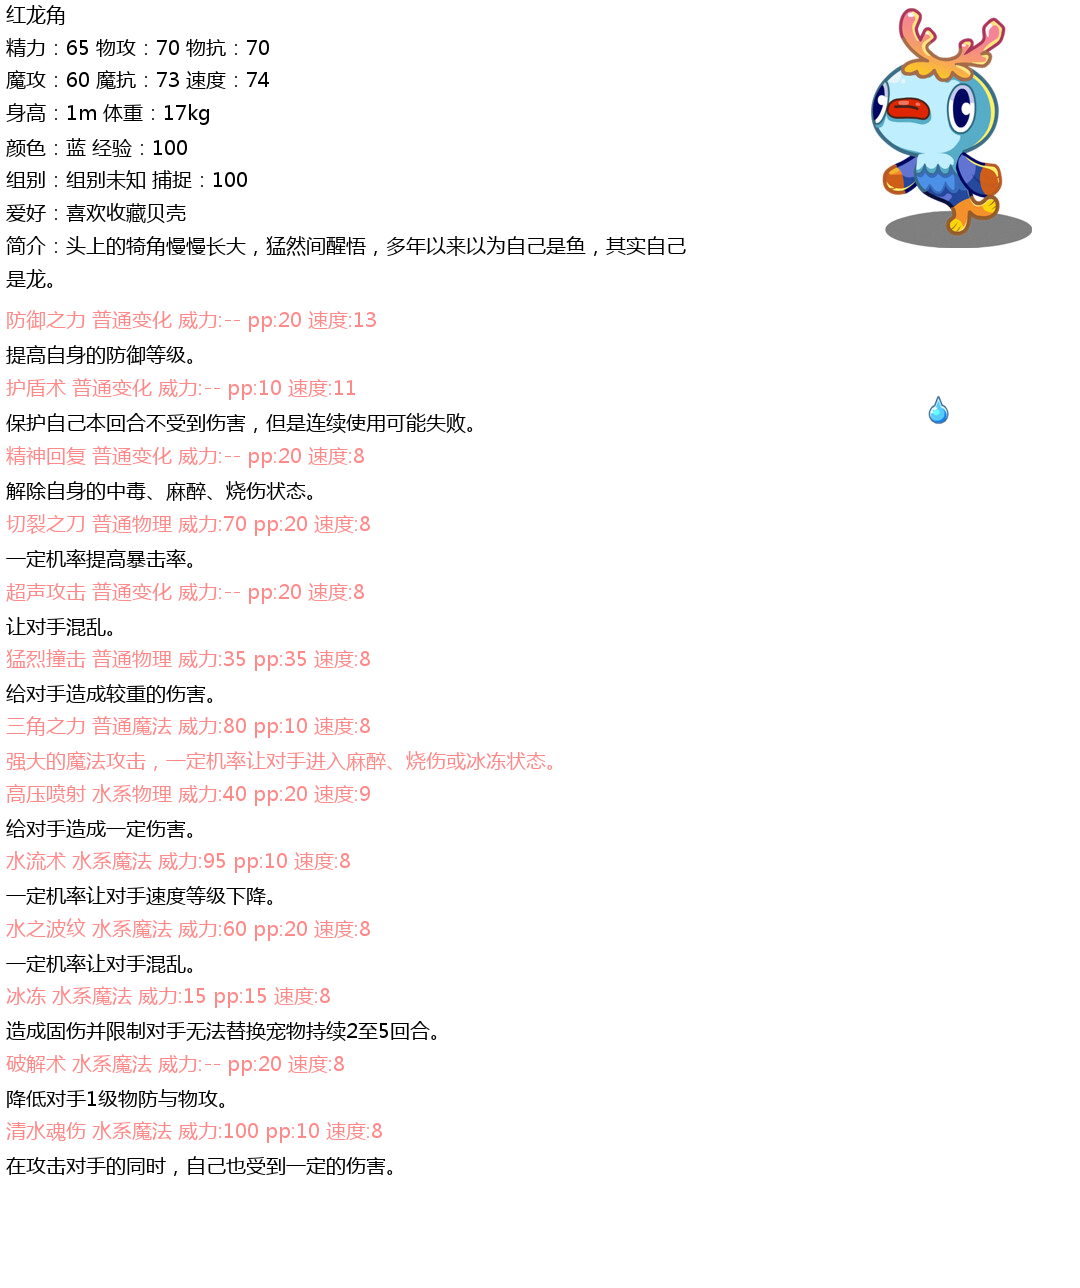 红龙角
精力：65 物攻：70 物抗：70
魔攻：60 魔抗：73 速度：74
身高：1m 体重：17kg
颜色：蓝 经验：100
组别：组别未知 捕捉：100
爱好：喜欢收藏贝壳
简介：头上的犄角慢慢长大，猛然间醒悟，多年以来以为自己是鱼，其实自己
是龙。
防御之力 普通变化 威力:-- pp:20 速度:13
提高自身的防御等级。
护盾术 普通变化 威力:-- pp:10 速度:11
保护自己本回合不受到伤害，但是连续使用可能失败。
精神回复 普通变化 威力:-- pp:20 速度:8
解除自身的中毒、麻醉、烧伤状态。
切裂之刀 普通物理 威力:70 pp:20 速度:8
一定机率提高暴击率。
超声攻击 普通变化 威力:-- pp:20 速度:8
让对手混乱。
猛烈撞击 普通物理 威力:35 pp:35 速度:8
给对手造成较重的伤害。
三角之力 普通魔法 威力:80 pp:10 速度:8
强大的魔法攻击，一定机率让对手进入麻醉、烧伤或冰冻状态。
高压喷射 水系物理 威力:40 pp:20 速度:9
给对手造成一定伤害。
水流术 水系魔法 威力:95 pp:10 速度:8
一定机率让对手速度等级下降。
水之波纹 水系魔法 威力:60 pp:20 速度:8
一定机率让对手混乱。
冰冻 水系魔法 威力:15 pp:15 速度:8
造成固伤并限制对手无法替换宠物持续2至5回合。
破解术 水系魔法 威力:-- pp:20 速度:8
降低对手1级物防与物攻。
清水魂伤 水系魔法 威力:100 pp:10 速度:8
在攻击对手的同时，自己也受到一定的伤害。